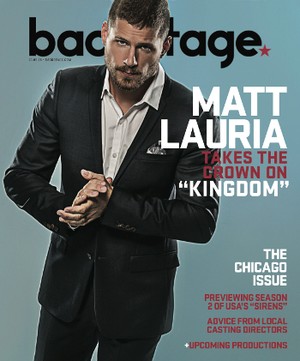 backstage
MATT
LAURIA
TAKES THE
CROWN ON
“KINGDOM”
THE
CHICAGO
ISSUE
PREVIEWING SEASON
2 OF USA'S “SIRENS”
ADVICE FROM LOCAL
CASTING DIRECTORS
+UPCOMING PRODUCTIONS